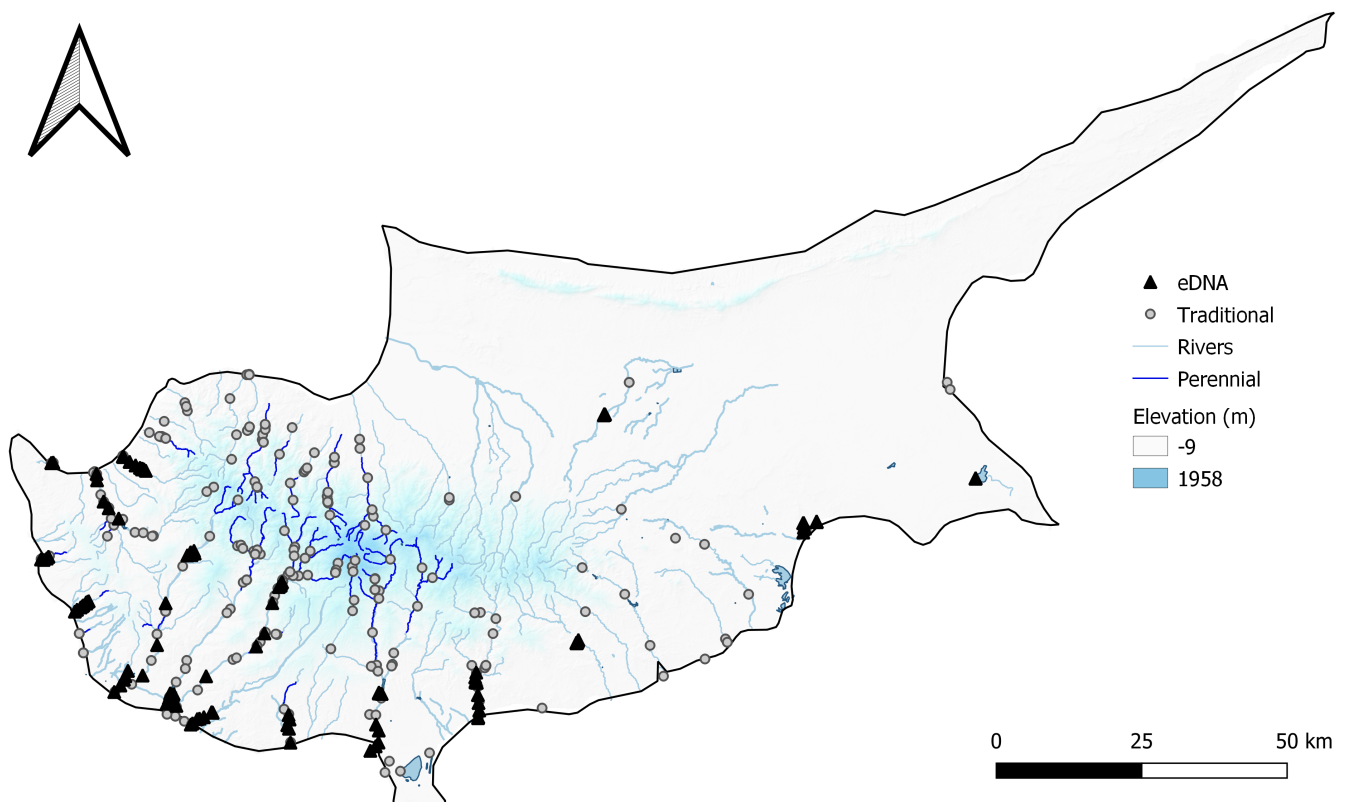 eDNA
Traditional
Rivers
Perennial
Elevation (m)
-9
1958
0 25 50 km